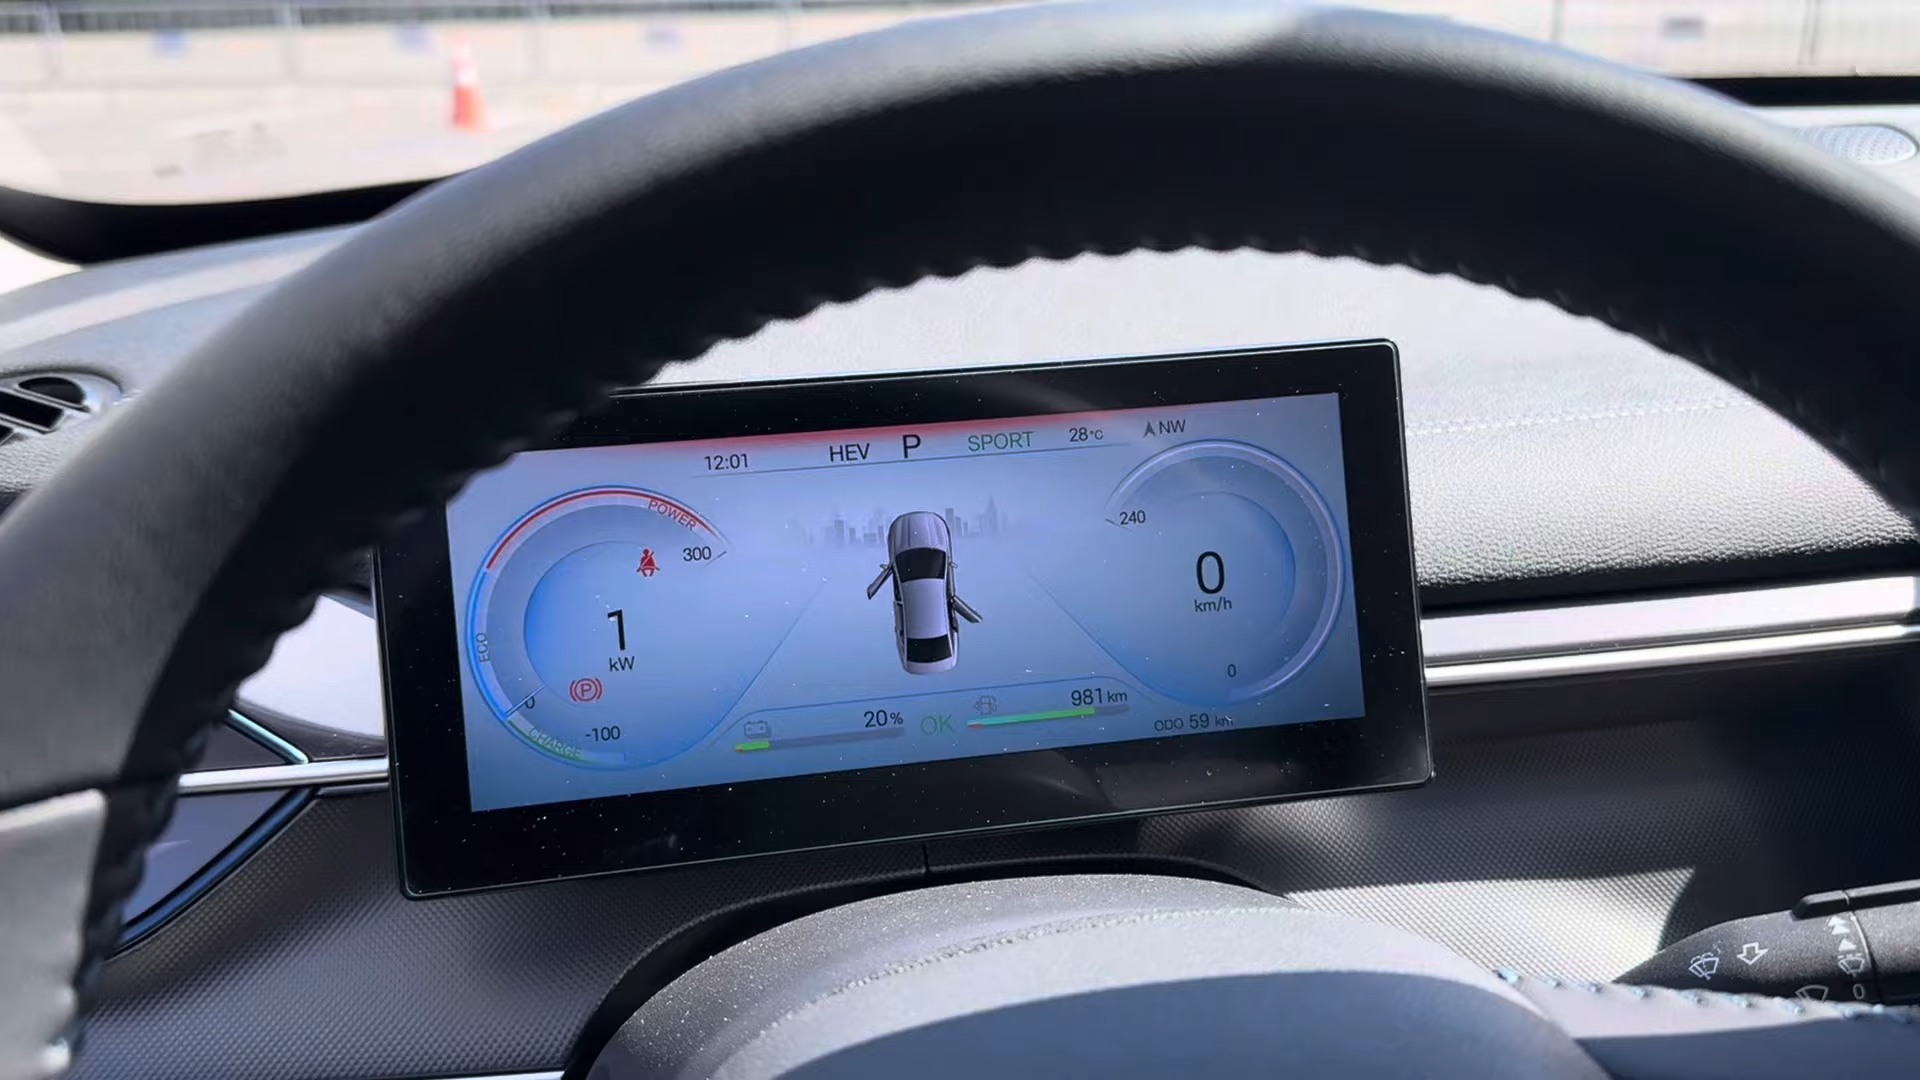 12:01 HEV P SPORT 28°C NW
POWER
300
240
ECO
1
kW
0
km/h
P
0
0
-100
CHARGE
20%
OK
981 km
ODO 59 km
0